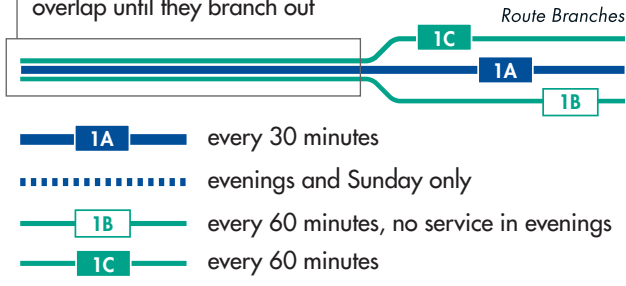 overlap until they branch out
Route Branches
1C
1A
1B
1A every 30 minutes
evenings and Sunday only
1B every 60 minutes, no service in evenings
1C every 60 minutes